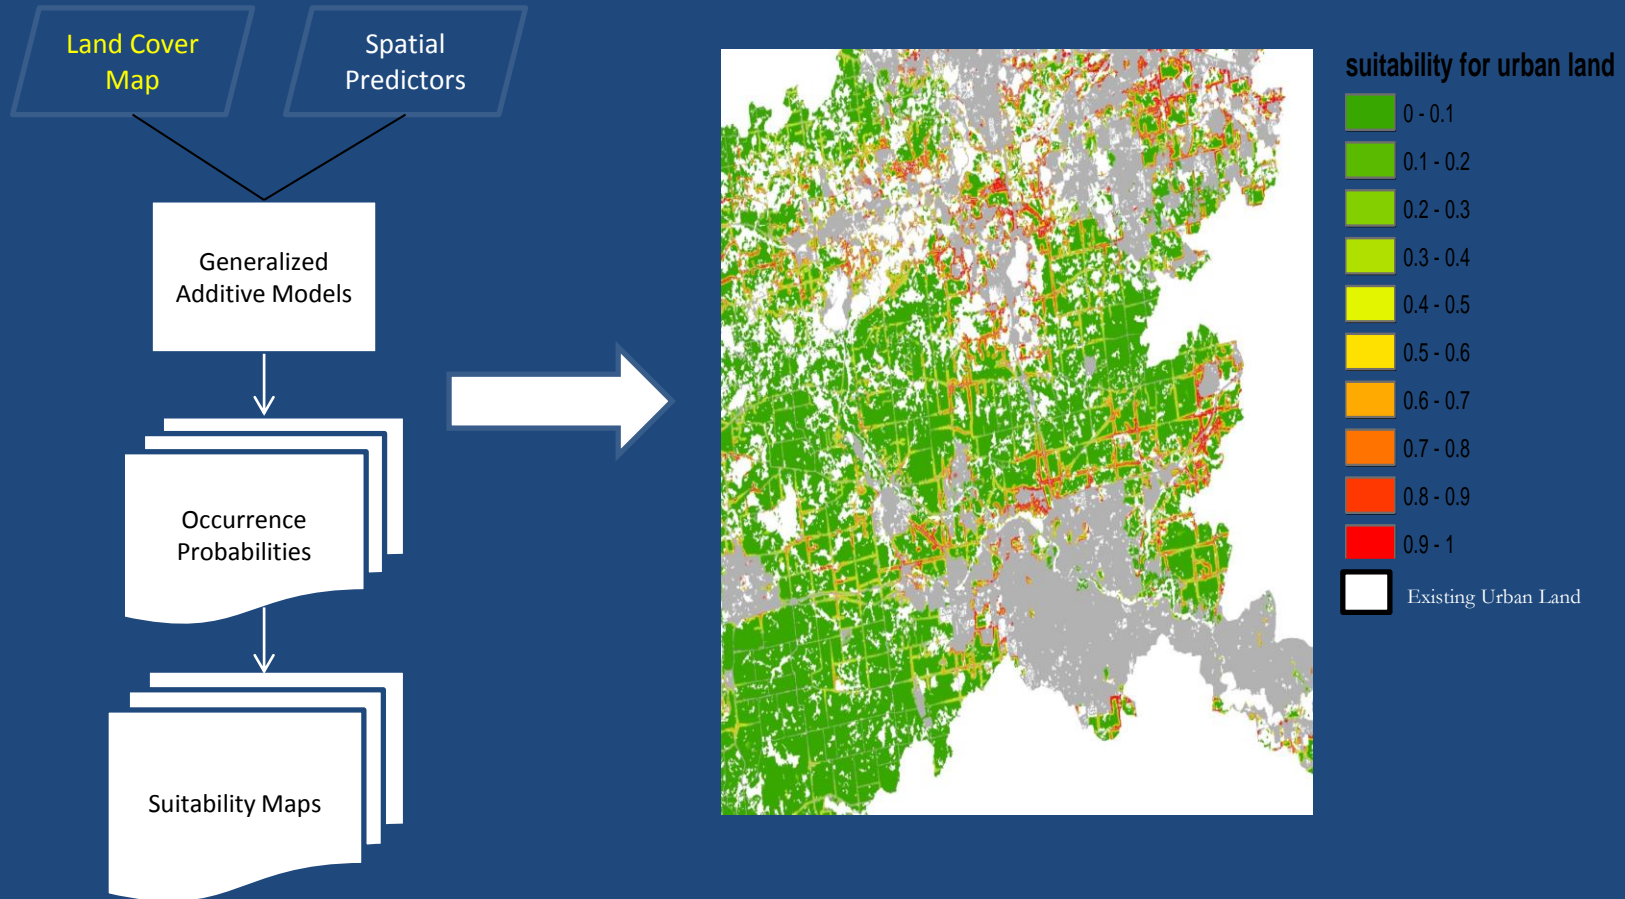 Land Cover
Map
Spatial
Predictors
Generalized
Additive Models
Occurrence
Probabilities
Suitability Maps
suitability for urban land
0 - 0.1
0.1 - 0.2
0.2 - 0.3
0.3 - 0.4
0.4 - 0.5
0.5 - 0.6
0.6 - 0.7
0.7 - 0.8
0.8 - 0.9
0.9 - 1
Existing Urban Land